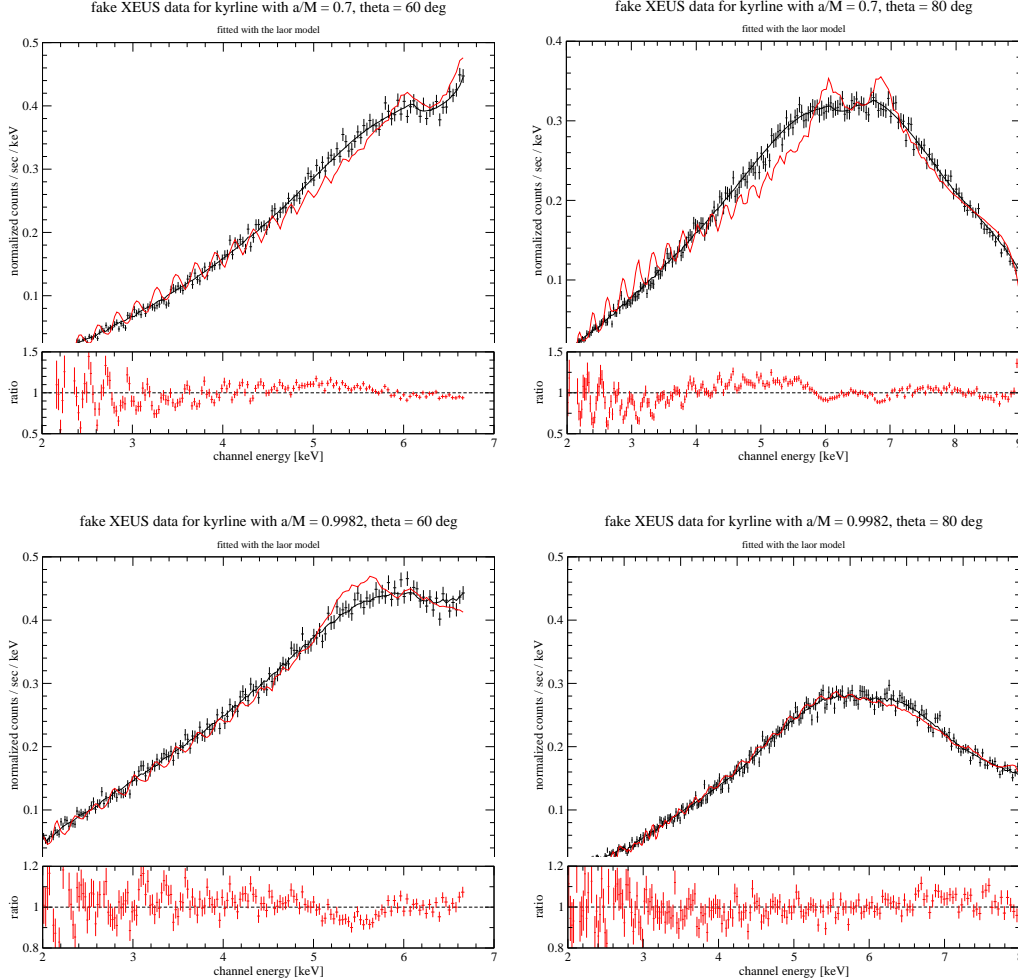 fake XEUS data for kyrline with a/M = 0.7, theta = 60 deg
fitted with the laor model
normalized counts / sec / keV
0.5
0.4
0.3
0.2
0.1
ratio
1.5
1
0.5
2 3 4 5 6 7
channel energy [keV]
fake XEUS data for kyrline with a/M = 0.7, theta = 80 deg
fitted with the laor model
normalized counts / sec / keV
0.4
0.3
0.2
0.1
ratio
1.5
1
0.5
2 3 4 5 6 7 8 9
channel energy [keV]
fake XEUS data for kyrline with a/M = 0.9982, theta = 60 deg
fitted with the laor model
normalized counts / sec / keV
0.5
0.4
0.3
0.2
0.1
ratio
1.2
1
0.8
2 3 4 5 6 7
channel energy [keV]
fake XEUS data for kyrline with a/M = 0.9982, theta = 80 deg
fitted with the laor model
normalized counts / sec / keV
0.5
0.4
0.3
0.2
0.1
ratio
1.2
1
0.8
2 3 4 5 6 7 8
channel energy [keV]